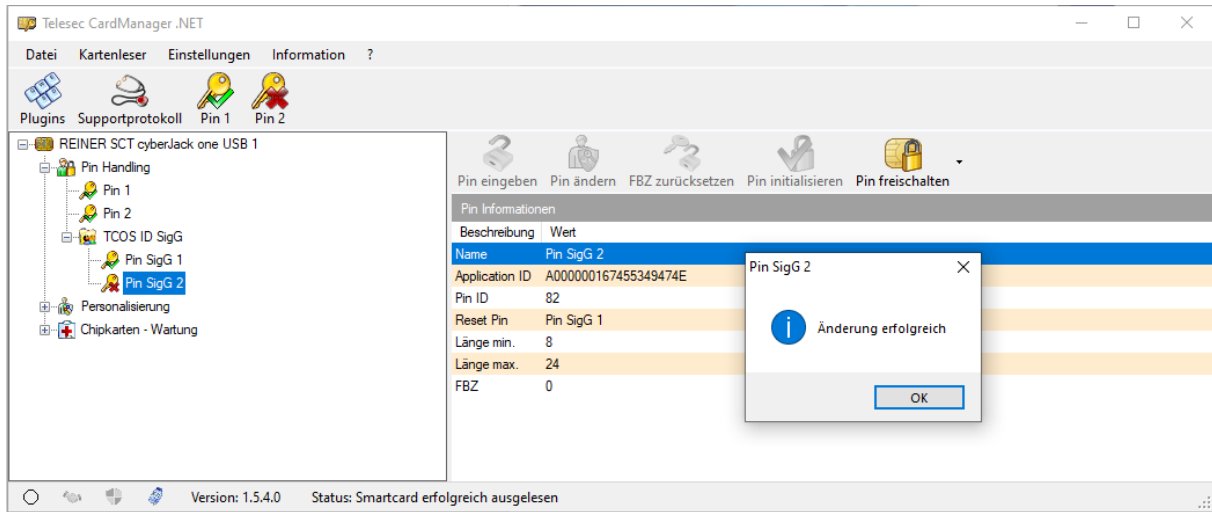 Telesec CardManager .NET
Datei Kartenleser Einstellungen Information ?
Plugins Supportprotokoll Pin 1 Pin 2
REINER SCT cyberJack one USB 1
Pin Handling
Pin 1
Pin 2
TCOS ID SigG
Pin SigG 1
Pin SigG 2
Personalisierung
Chipkarten - Wartung
Pin eingeben Pin ändern FBZ zurücksetzen Pin initialisieren Pin freischalten
Pin Informationen
Beschreibung Wert
Name Pin SigG 2
Application ID A000000167455349474E
Pin ID 82
Reset Pin Pin SigG 1
Länge min. 8
Länge max. 24
FBZ 0
Pin SigG 2
Änderung erfolgreich
OK
Version: 1.5.4.0 Status: Smartcard erfolgreich ausgelesen